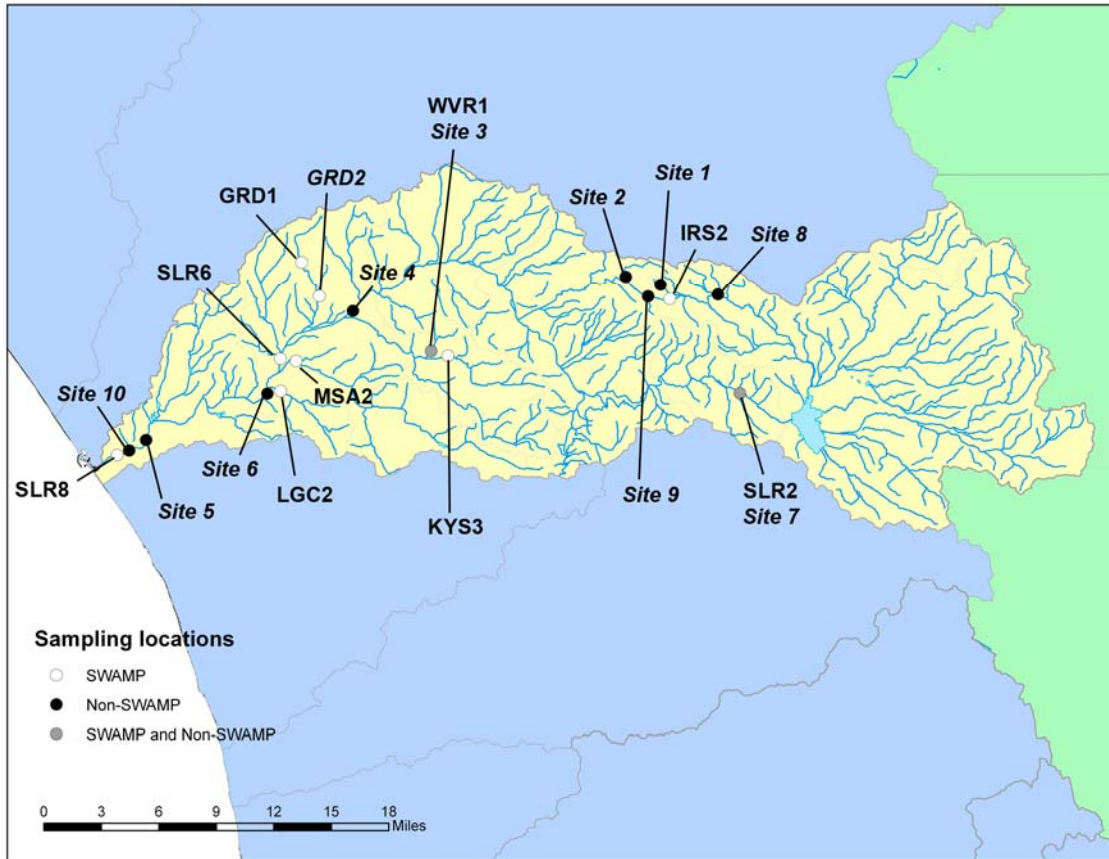 WVR1
Site 3
GRD2
GRD1
Site 2
Site 1
IRS2
Site 8
SLR6
Site 4
MSA2
Site 10
Site 6
LGC2
SLR8
Site 5
KYS3
Site 9
SLR2
Site 7
Sampling locations
SWAMP
Non-SWAMP
SWAMP and Non-SWAMP
0 3 6 9 12 15 18
Miles